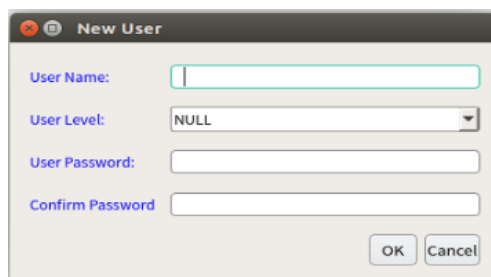 New User
User Name:
User Level: NULL
User Password:
Confirm Password
OK Cancel